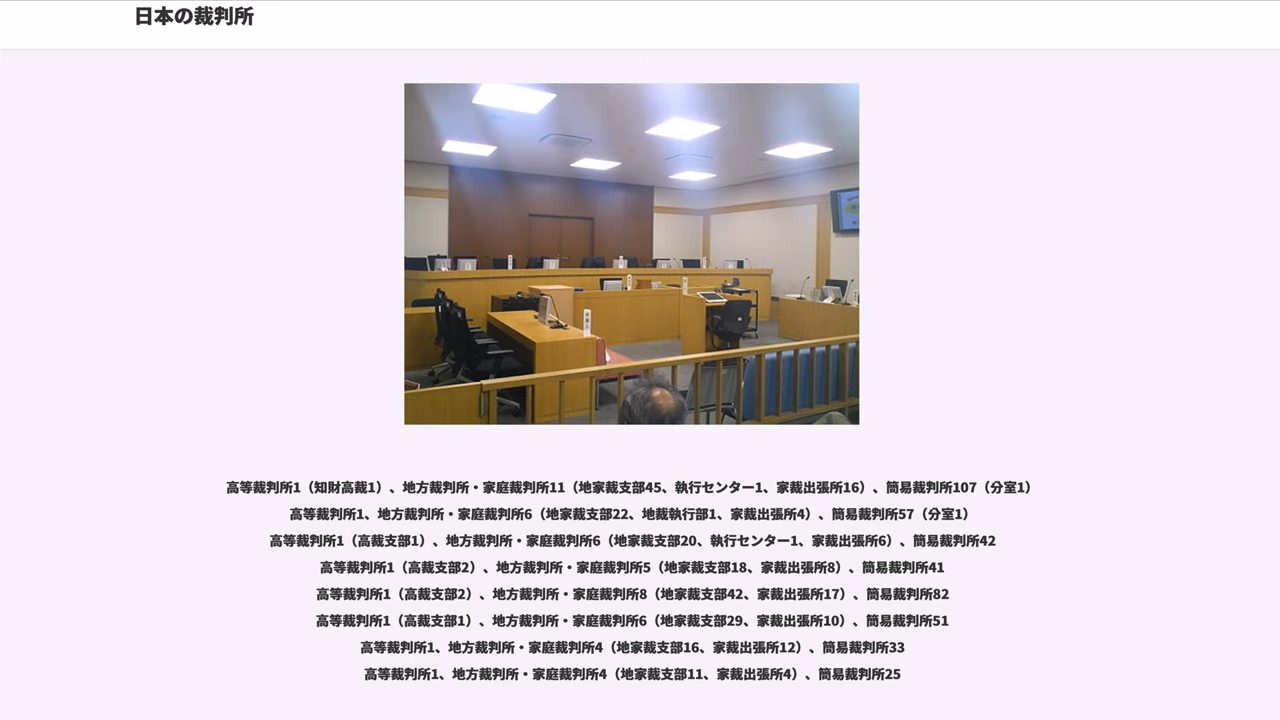 日本の裁判所
高等裁判所1（知財高裁1）、地方裁判所・家庭裁判所11（地家裁支部45、執行センター1、家裁出張所16）、簡易裁判所107（分室1）
高等裁判所1、地方裁判所・家庭裁判所6（地家裁支部22、地裁執行部1、家裁出張所4）、簡易裁判所57（分室1）
高等裁判所1（高裁支部1）、地方裁判所・家庭裁判所6（地家裁支部20、執行センター1、家裁出張所6）、簡易裁判所42
高等裁判所1（高裁支部2）、地方裁判所・家庭裁判所5（地家裁支部18、家裁出張所8）、簡易裁判所41
高等裁判所1（高裁支部2）、地方裁判所・家庭裁判所8（地家裁支部42、家裁出張所17）、簡易裁判所82
高等裁判所1（高裁支部1）、地方裁判所・家庭裁判所6（地家裁支部29、家裁出張所10）、簡易裁判所51
高等裁判所1、地方裁判所・家庭裁判所4（地家裁支部16、家裁出張所12）、簡易裁判所33
高等裁判所1、地方裁判所・家庭裁判所4（地家裁支部11、家裁出張所4）、簡易裁判所25